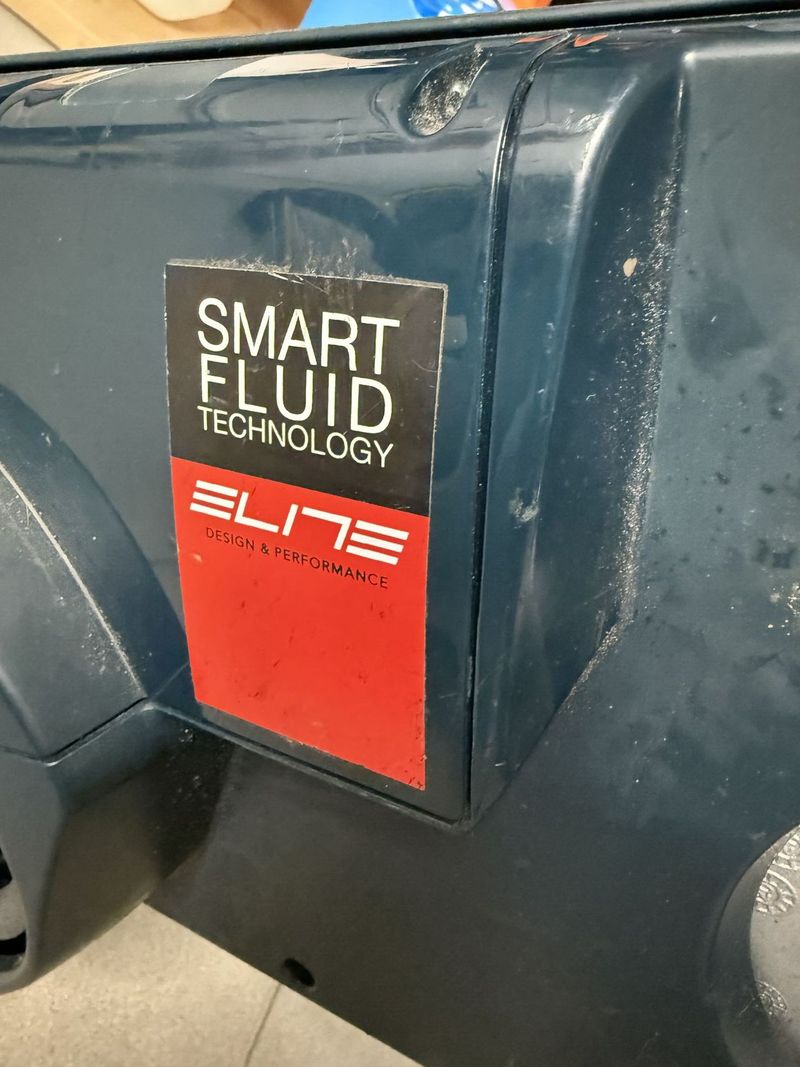 SMART
FLUID
TECHNOLOGY
ELITE
DESIGN & PERFORMANCE